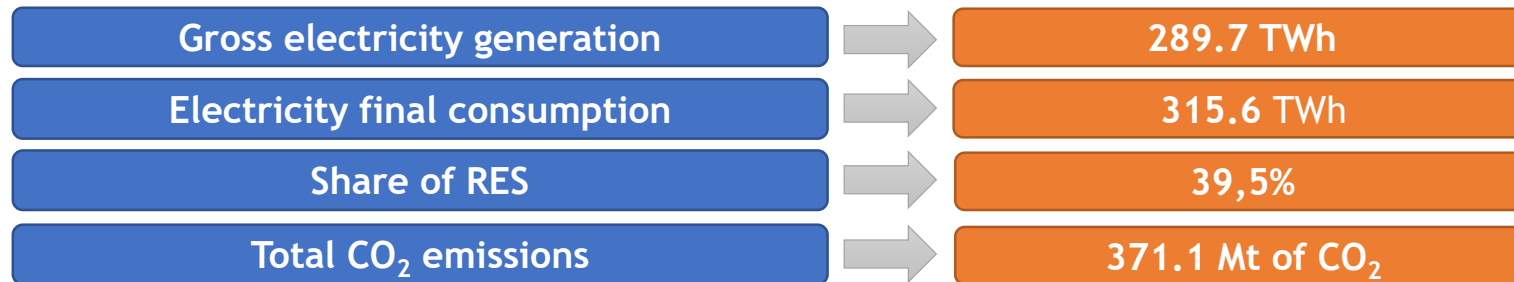 Gross electricity generation 289.7 TWh
Electricity final consumption 315.6 TWh
Share of RES 39,5%
Total CO₂ emissions 371.1 Mt of CO₂